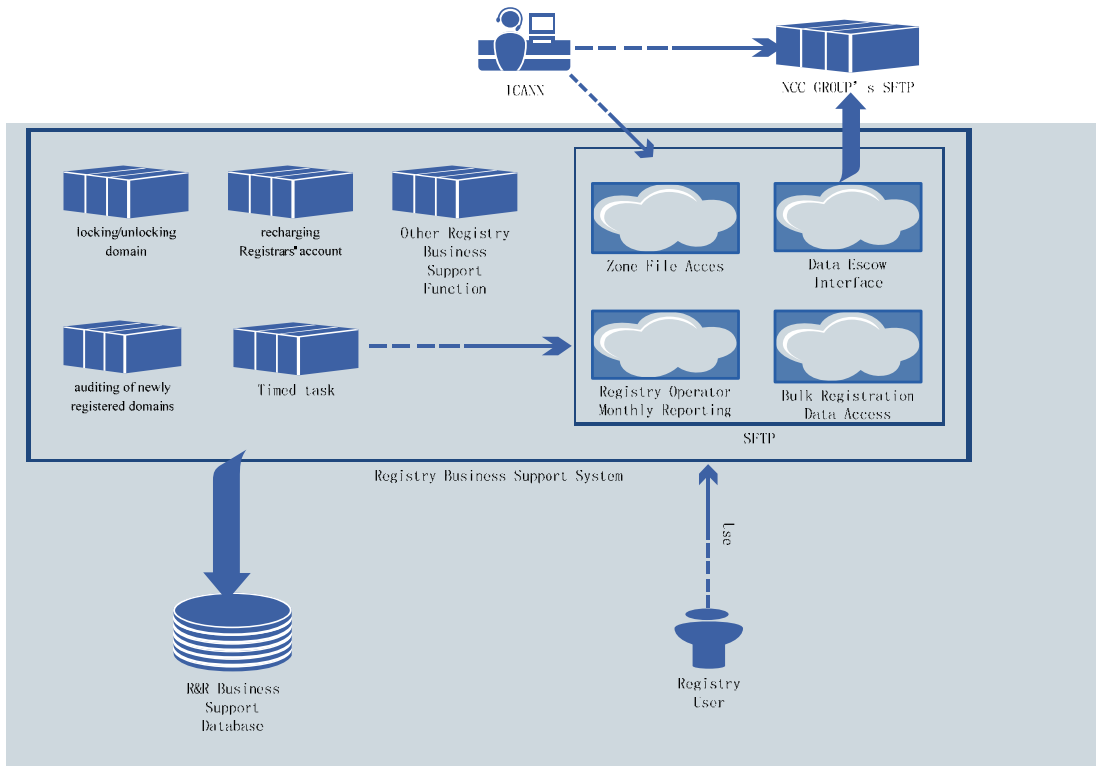 ICANN
NCC GROUP's SFTP
locking/unlocking
domain
recharging
Registrars' account
Other Registry
Business
Support
Function
Zone File Acces
Data Escow
Interface
auditing of newly
registered domains
Timed task
Registry Operator
Monthly Reporting
Bulk Registration
Data Access
SFTP
Registry Business Support System
Use
R&R Business
Support
Database
Registry
User